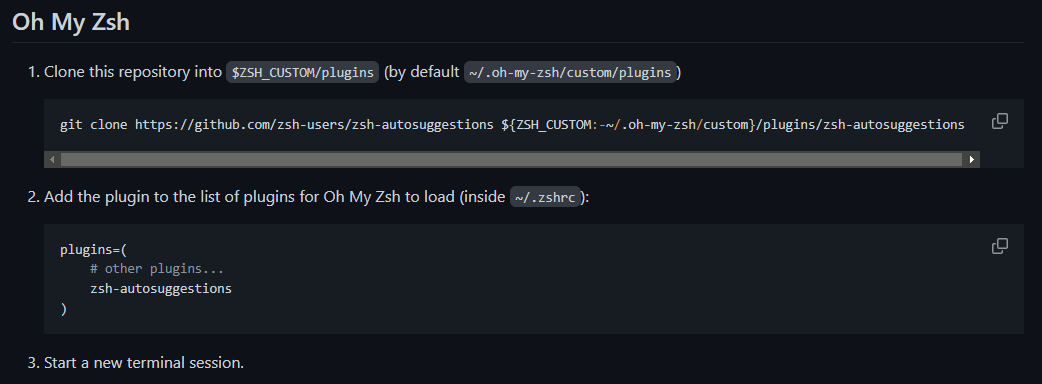 Oh My Zsh
1. Clone this repository into $ZSH_CUSTOM/plugins (by default ~/.oh-my-zsh/custom/plugins)
git clone https://github.com/zsh-users/zsh-autosuggestions ${ZSH_CUSTOM:-~/.oh-my-zsh/custom}/plugins/zsh-autosuggestions
2. Add the plugin to the list of plugins for Oh My Zsh to load (inside ~/.zshrc):
plugins=(
    # other plugins...
    zsh-autosuggestions
)
3. Start a new terminal session.